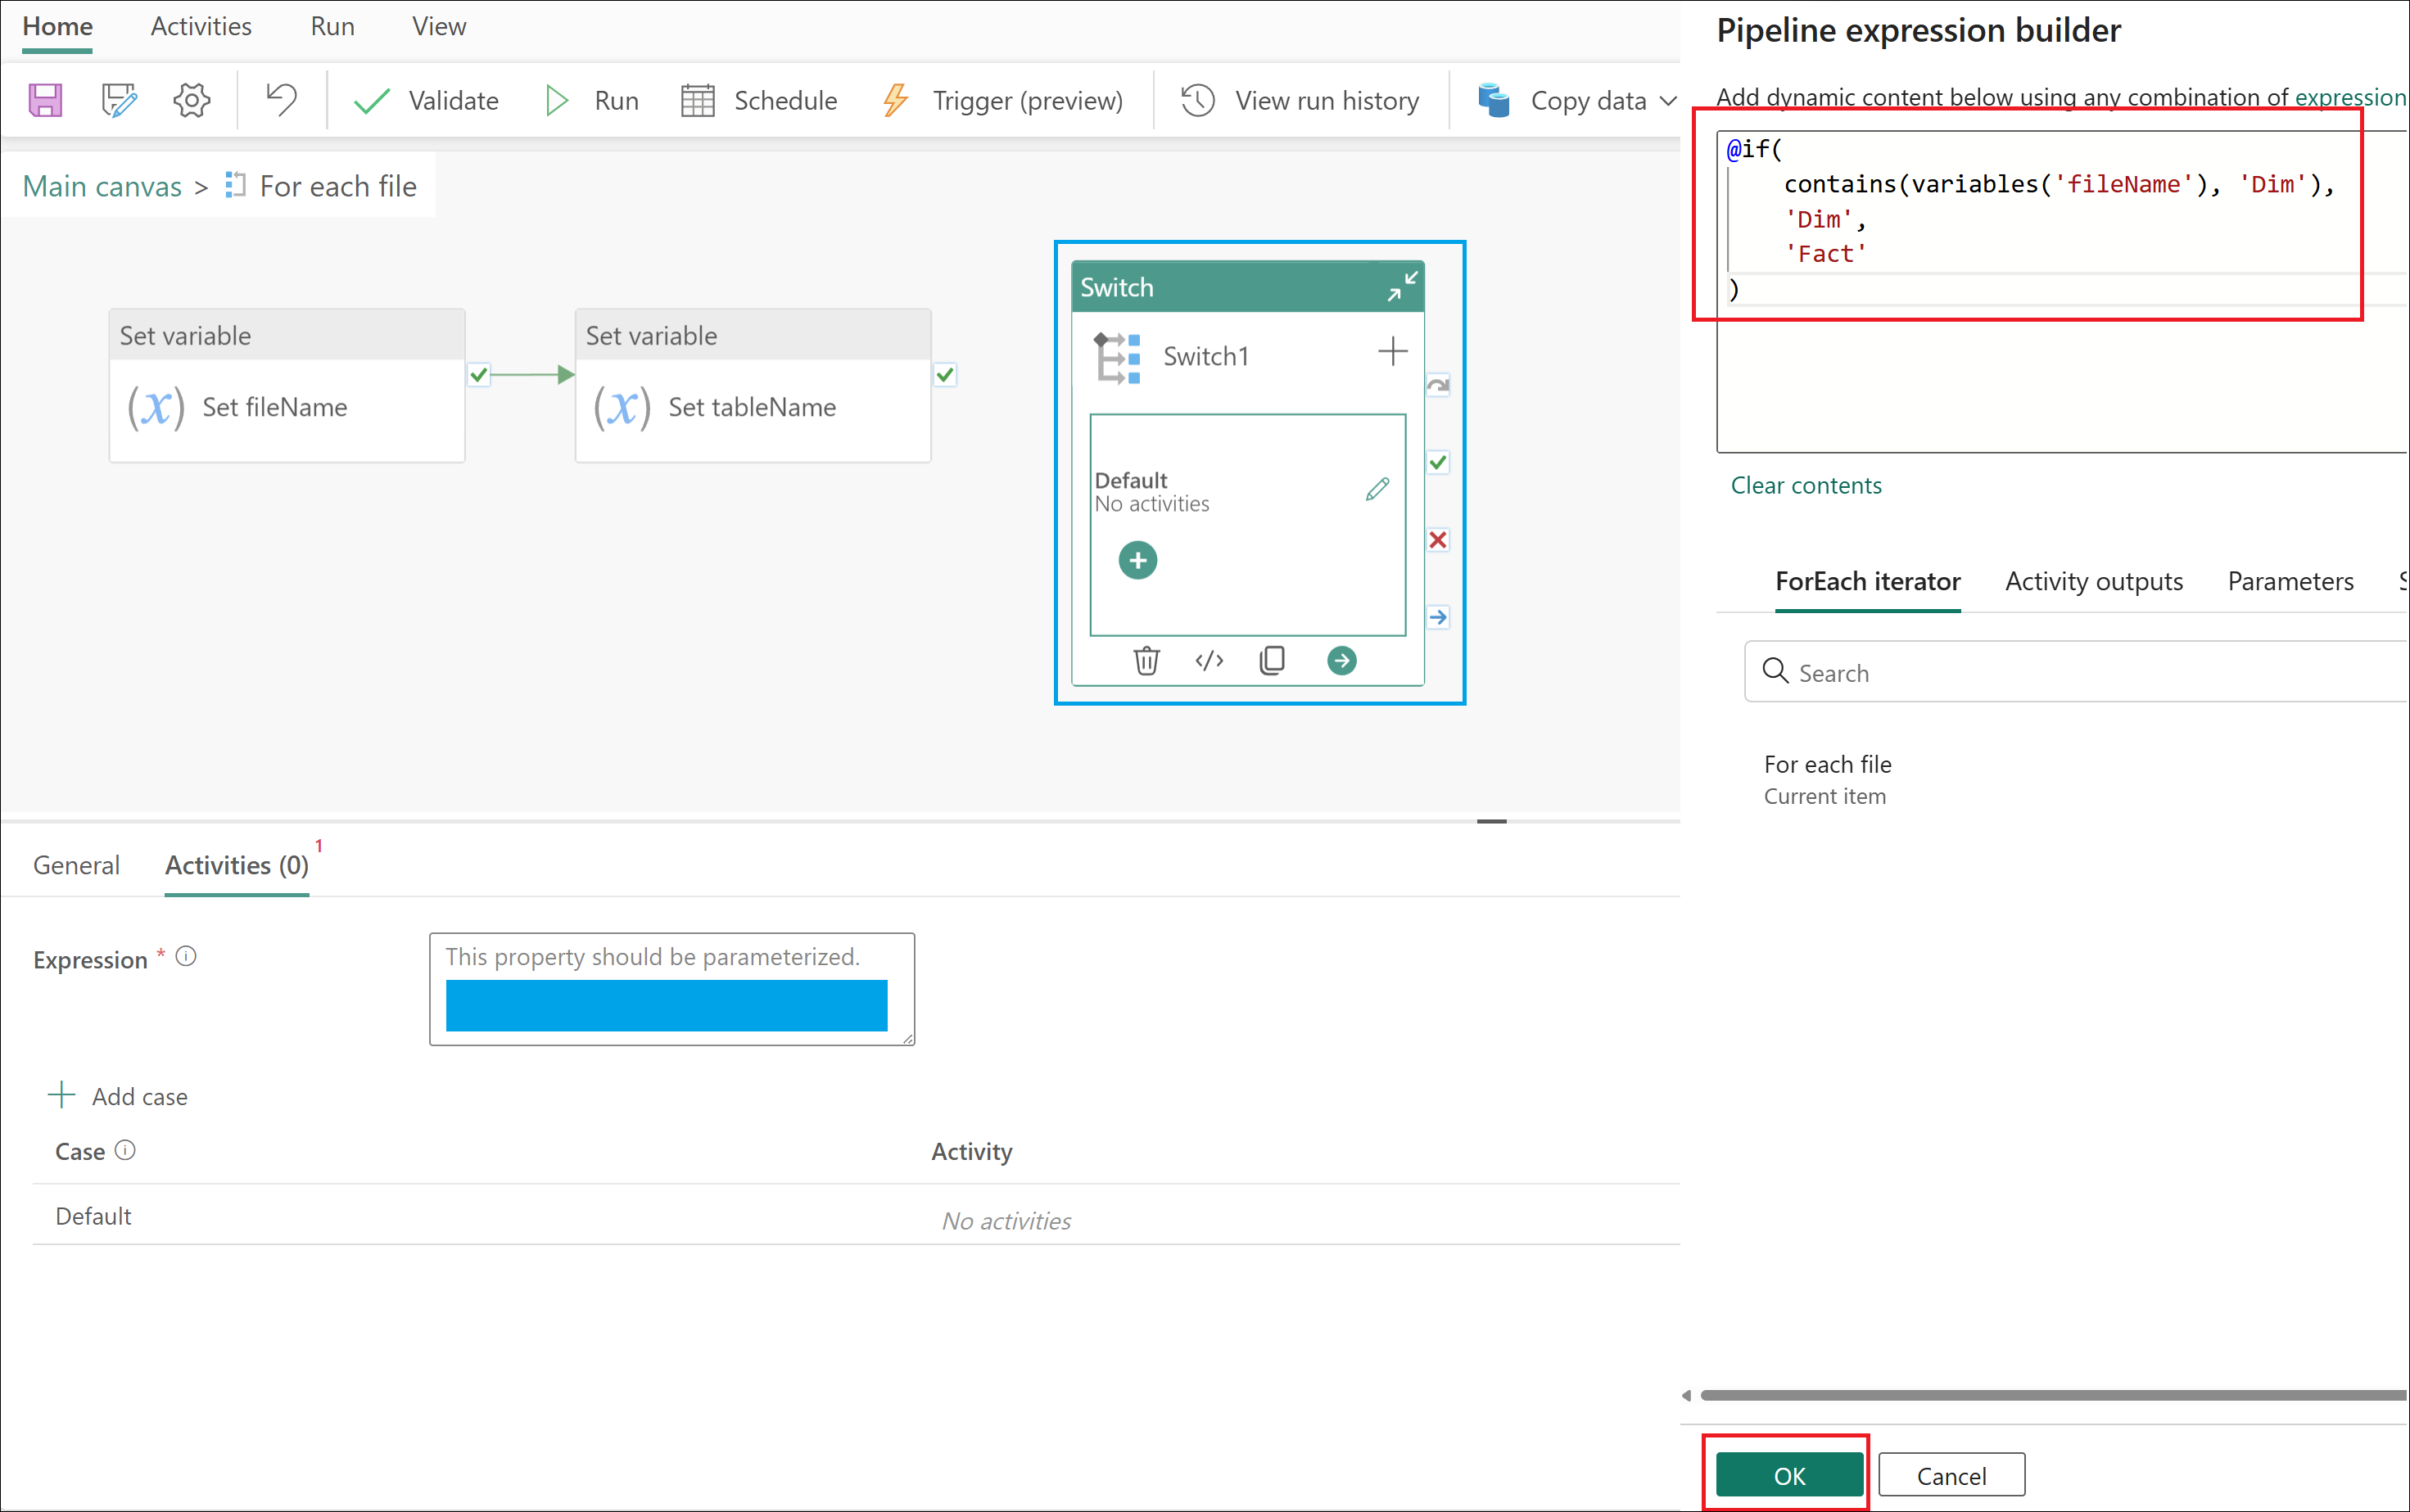 Home Activities Run View
Validate Run Schedule Trigger (preview) View run history Copy data
Main canvas > For each file
Set variable
(x) Set fileName
Set variable
(x) Set tableName
Switch
Switch1
Default
No activities
General Activities (0) 1
Expression *
This property should be parameterized.
Add case
Case Activity
Default No activities
Pipeline expression builder
Add dynamic content below using any combination of expression
@if(
contains(variables('fileName'), 'Dim'),
'Dim',
'Fact'
)
Clear contents
ForEach iterator Activity outputs Parameters
Search
For each file
Current item
OK Cancel